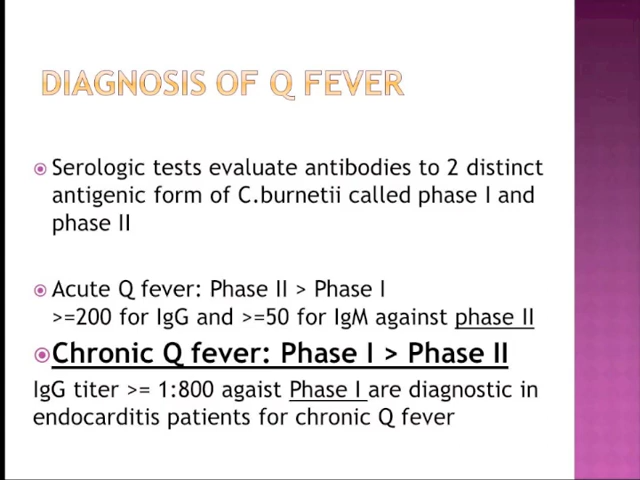 DIAGNOSIS OF Q FEVER
Serologic tests evaluate antibodies to 2 distinct
antigenic form of C.burnetii called phase I and
phase II
Acute Q fever: Phase II > Phase I
>=200 for IgG and >=50 for IgM against phase II
Chronic Q fever: Phase I > Phase II
IgG titer >= 1:800 agaist Phase I are diagnostic in
endocarditis patients for chronic Q fever